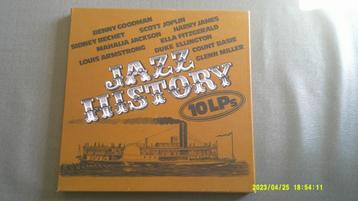 BENNY GOODMAN SCOTT JOPLIN HARRY JAMES
SIDNEY BECHET ELLA FITZGERALD
MAHALIA JACKSON DUKE ELLINGTON COUNT BASIE
LOUIS ARMSTRONG GLENN MILLER
JAZZ
HISTORY
10 LPs
2023/04/25 18:54:11